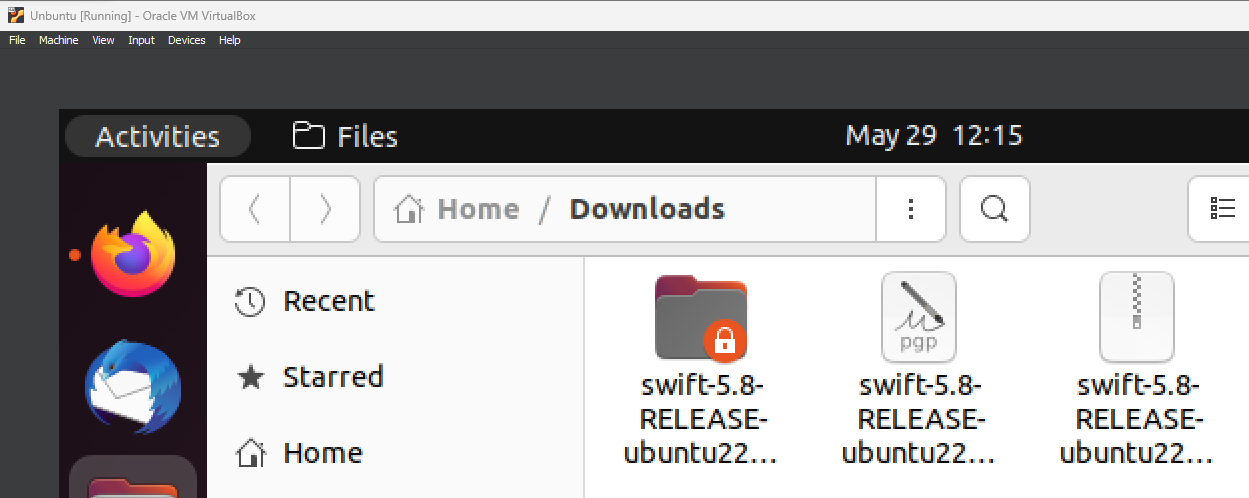 Unbuntu [Running] - Oracle VM VirtualBox
File Machine View Input Devices Help
Activities Files May 29 12:15
Home / Downloads
Recent
Starred
Home
swift-5.8-
RELEASE-
ubuntu22...
pgp
swift-5.8-
RELEASE-
ubuntu22...
swift-5.8-
RELEASE-
ubuntu22...